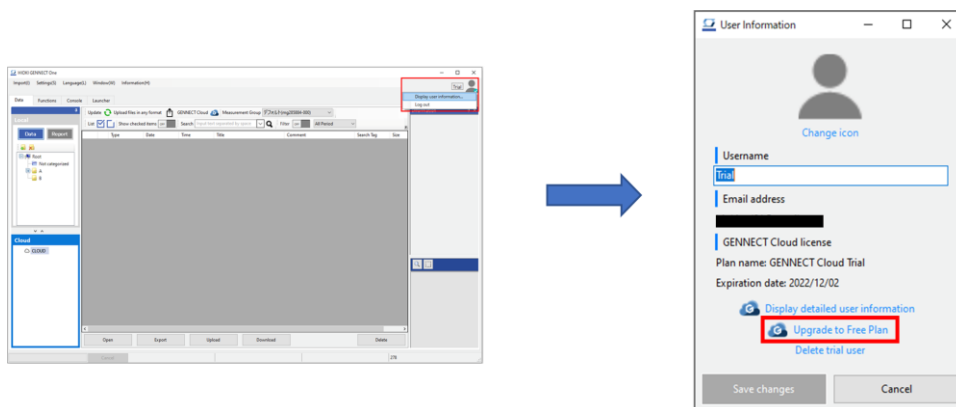 HIOKI GENNECT One
Import(I) Settings(S) Language(L) Window(W) Information(H)
Trial
Display user information...
Log out
Data Functions Console Launcher
Update Upload files in any format GENNECT Cloud Measurement Group
Local
List Show checked items Search Filter All Period
Type Date Time Title Comment Search Tag Size
Data Report
Root
Not categorized
A
B
Cloud
CLOUD
Open Export Upload Download Delete
Cancel
User Information
Change icon
Username
Trial
Email address
GENNECT Cloud license
Plan name: GENNECT Cloud Trial
Expiration date: 2022/12/02
Display detailed user information
Upgrade to Free Plan
Delete trial user
Save changes Cancel